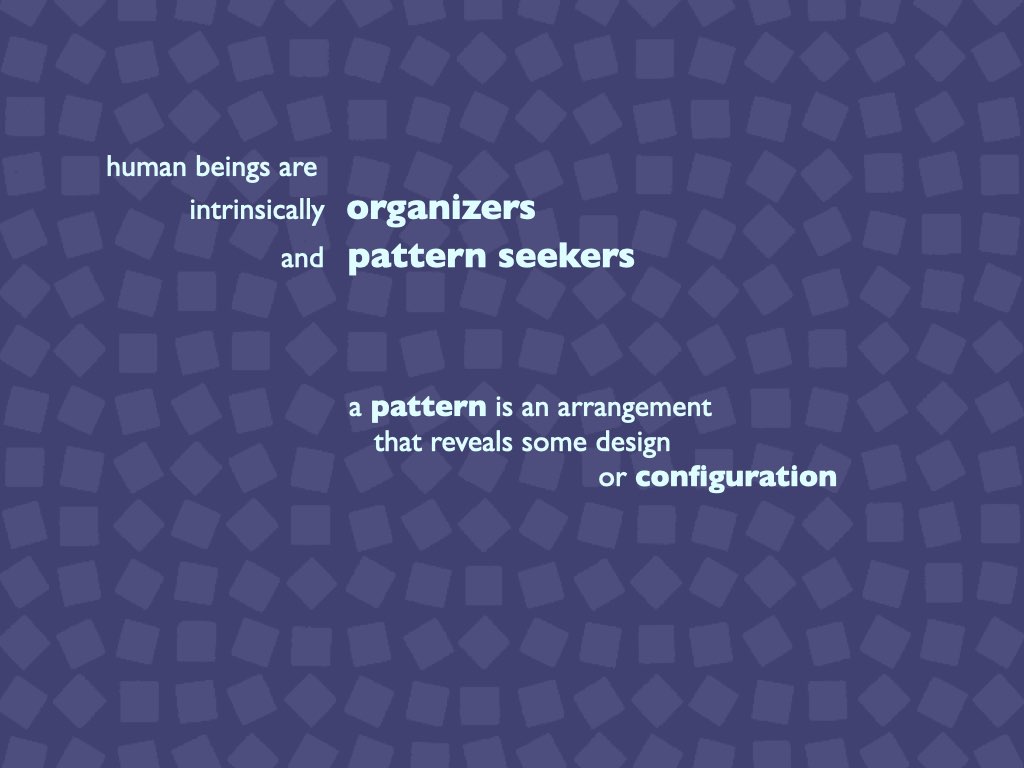 human beings are
intrinsically organizers
and pattern seekers
a pattern is an arrangement
that reveals some design
or configuration